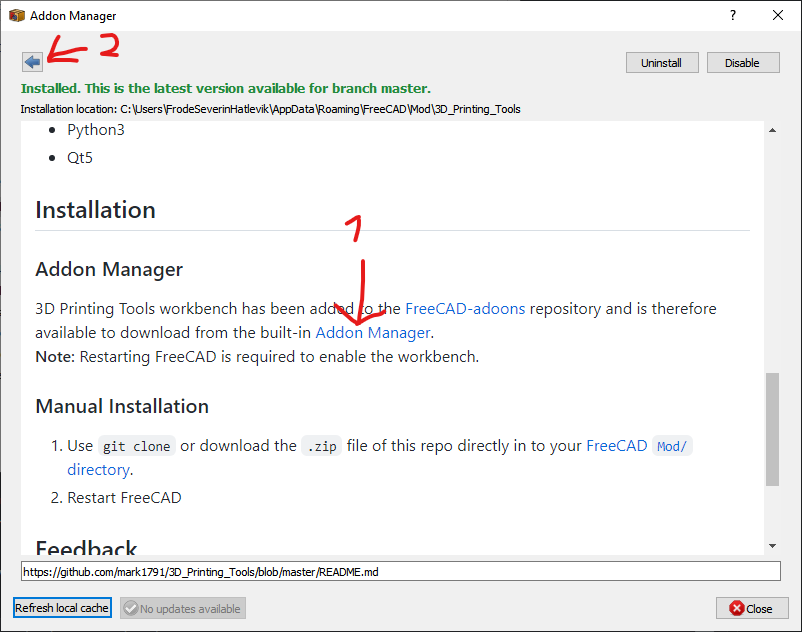 Addon Manager
?
2
Uninstall
Disable
Installed. This is the latest version available for branch master.
Installation location: C:\Users\FrodeSeverinHatlevik\AppData\Roaming\FreeCAD\Mod\3D_Printing_Tools
• Python3
• Qt5
Installation
1
Addon Manager
3D Printing Tools workbench has been added to the FreeCAD-adoons repository and is therefore
available to download from the built-in Addon Manager.
Note: Restarting FreeCAD is required to enable the workbench.
Manual Installation
1. Use git clone or download the .zip file of this repo directly in to your FreeCAD Mod/
directory.
2. Restart FreeCAD
Feedback
https://github.com/mark1791/3D_Printing_Tools/blob/master/README.md
Refresh local cache
No updates available
Close